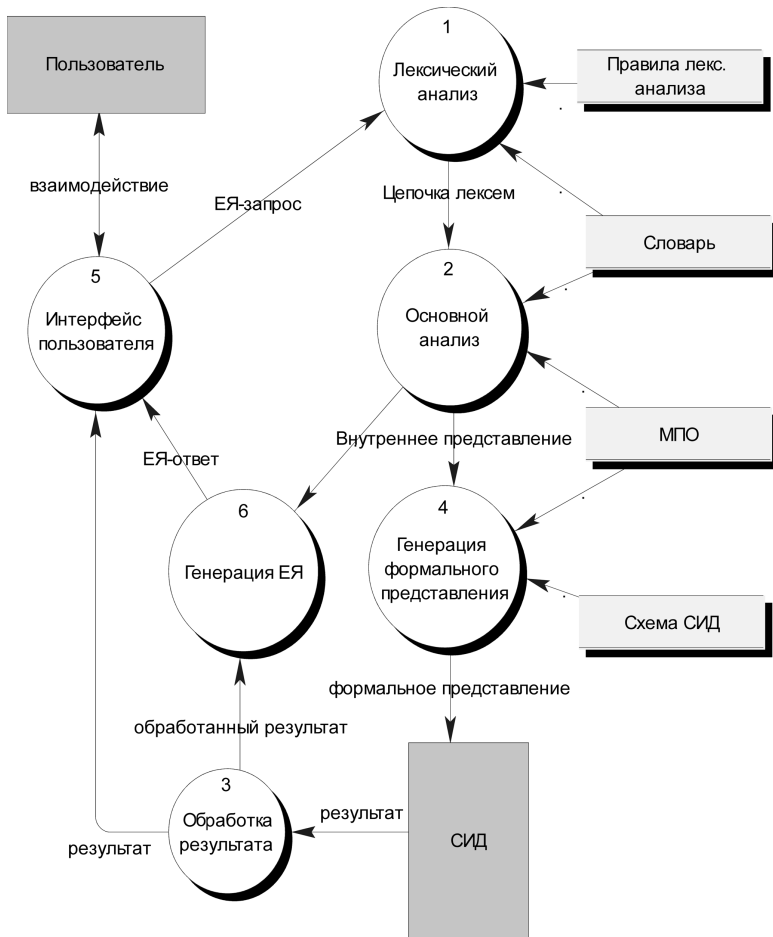 1
Лексический
анализ
Пользователь
Правила лекс.
анализа
взаимодействие
ЕЯ-запрос
Цепочка лексем
Словарь
2
Основной
анализ
5
Интерфейс
пользователя
МПО
Внутреннее представление
ЕЯ-ответ
6
Генерация ЕЯ
4
Генерация
формального
представления
Схема СИД
формальное представление
обработанный результат
3
Обработка
результата
результат
СИД
результат